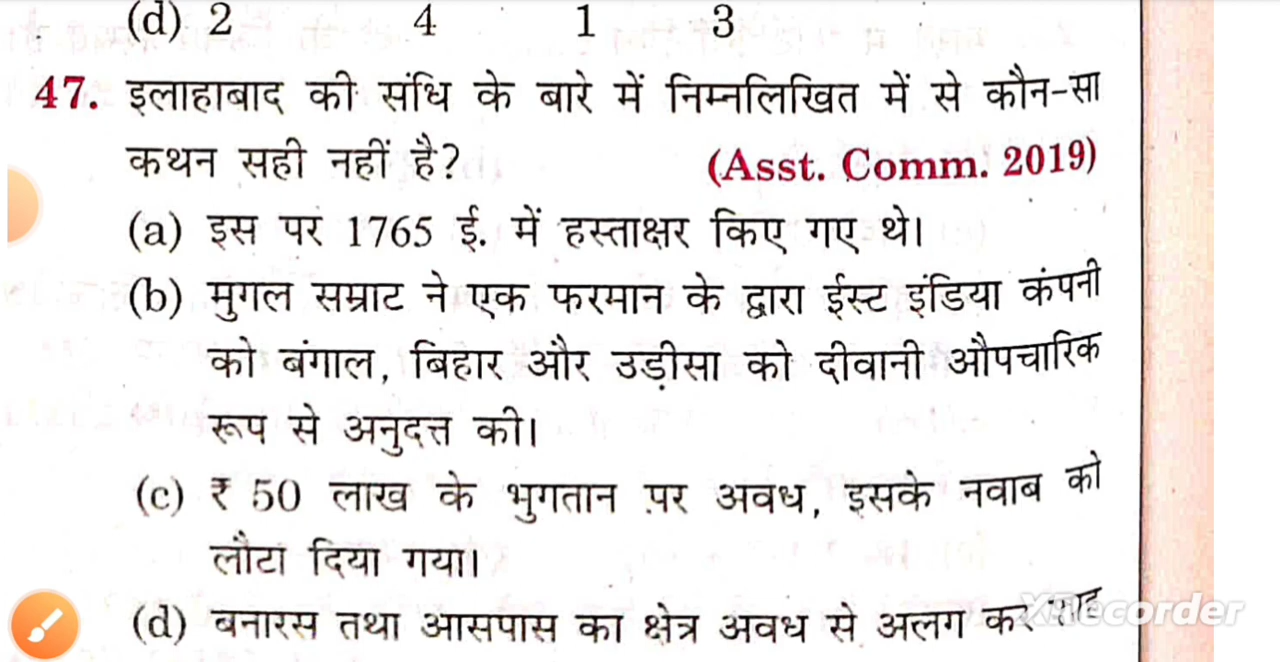 (d) 2 4 1 3
47. इलाहाबाद की संधि के बारे में निम्नलिखित में से कौन-सा
कथन सही नहीं है? (Asst. Comm. 2019)
(a) इस पर 1765 ई. में हस्ताक्षर किए गए थे।
(b) मुगल सम्राट ने एक फरमान के द्वारा ईस्ट इंडिया कंपनी
को बंगाल, बिहार और उड़ीसा को दीवानी औपचारिक
रूप से अनुदत्त की।
(c) ₹ 50 लाख के भुगतान पर अवध, इसके नवाब को
लौटा दिया गया।
(d) बनारस तथा आसपास का क्षेत्र अवध से अलग कर शाह
XRecorder